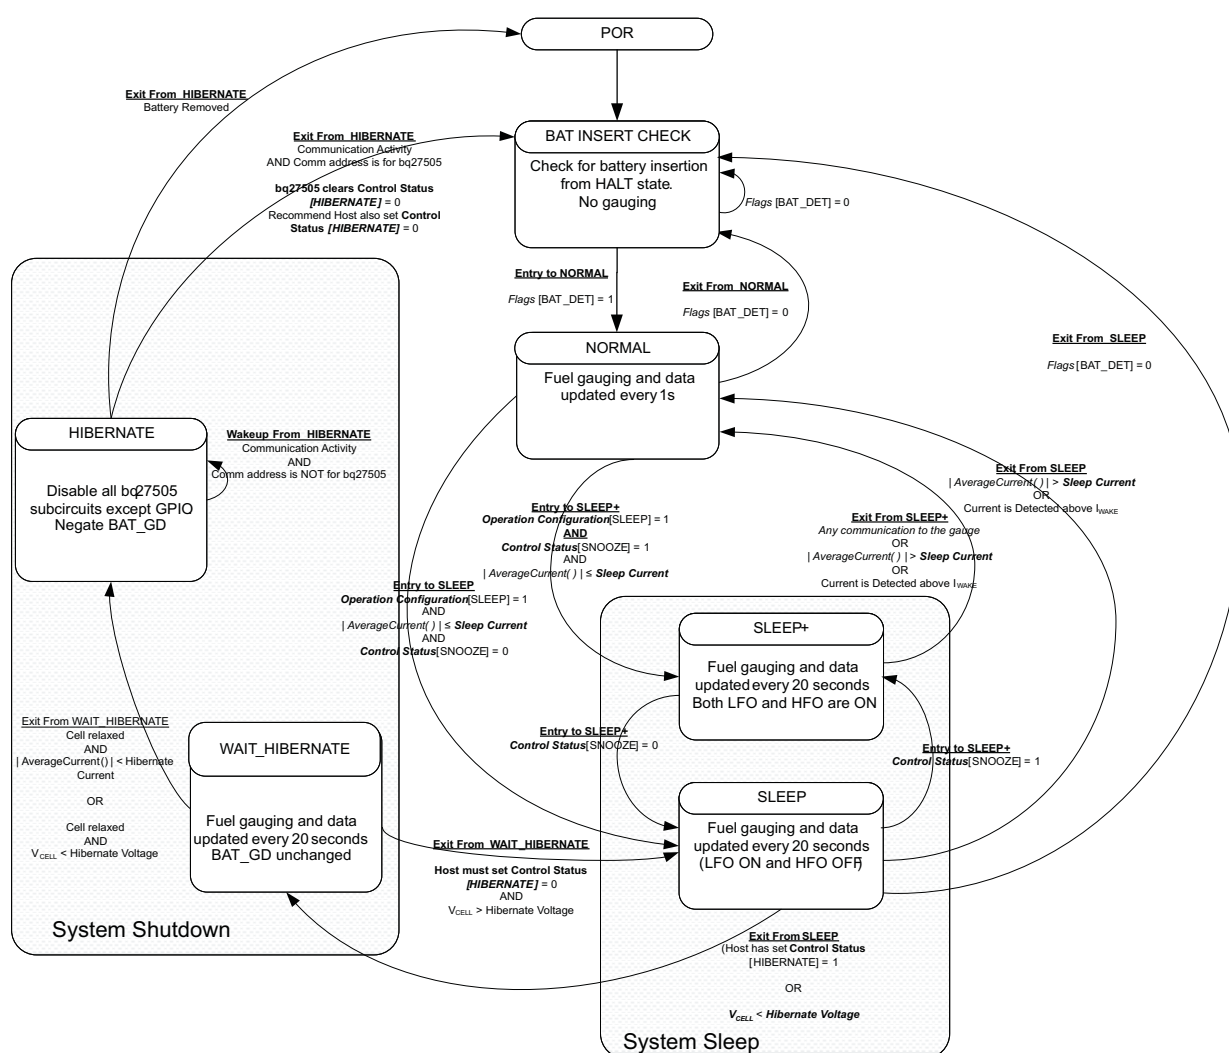 POR
Exit From HIBERNATE
Battery Removed
Exit From HIBERNATE
Communication Activity
AND Comm address is for bq27505
bq27505 clears Control Status
[HIBERNATE] = 0
Recommend Host also set Control
Status [HIBERNATE] = 0
BAT INSERT CHECK
Check for battery insertion
from HALT state.
No gauging
Flags [BAT_DET] = 0
Entry to NORMAL
Flags [BAT_DET] = 1
Exit From NORMAL
Flags [BAT_DET] = 0
Exit From SLEEP
Flags [BAT_DET] = 0
NORMAL
Fuel gauging and data
updated every 1s
HIBERNATE
Disable all bq27505
subcircuits except GPIO
Negate BAT_GD
Wakeup From HIBERNATE
Communication Activity
AND
Comm address is NOT for bq27505
Exit From SLEEP
| AverageCurrent( ) | > Sleep Current
OR
Current is Detected above IWAKE
Entry to SLEEP+
Operation Configuration[SLEEP] = 1
AND
Control Status[SNOOZE] = 1
AND
| AverageCurrent( ) | ≤ Sleep Current
Exit From SLEEP+
Any communication to the gauge
OR
| AverageCurrent( ) | > Sleep Current
OR
Current is Detected above IWAKE
Entry to SLEEP
Operation Configuration[SLEEP] = 1
AND
| AverageCurrent( ) | ≤ Sleep Current
AND
Control Status[SNOOZE] = 0
SLEEP+
Fuel gauging and data
updated every 20 seconds
Both LFO and HFO are ON
Exit From WAIT_HIBERNATE
Cell relaxed
AND
| AverageCurrent() | < Hibernate
Current
OR
Cell relaxed
AND
VCELL < Hibernate Voltage
WAIT_HIBERNATE
Fuel gauging and data
updated every 20 seconds
BAT_GD unchanged
Entry to SLEEP+
Control Status[SNOOZE] = 0
Entry to SLEEP+
Control Status[SNOOZE] = 1
SLEEP
Fuel gauging and data
updated every 20 seconds
(LFO ON and HFO OFF)
Exit From WAIT_HIBERNATE
Host must set Control Status
[HIBERNATE] = 0
AND
VCELL > Hibernate Voltage
System Shutdown
Exit From SLEEP
(Host has set Control Status
[HIBERNATE] = 1
OR
VCELL < Hibernate Voltage
System Sleep